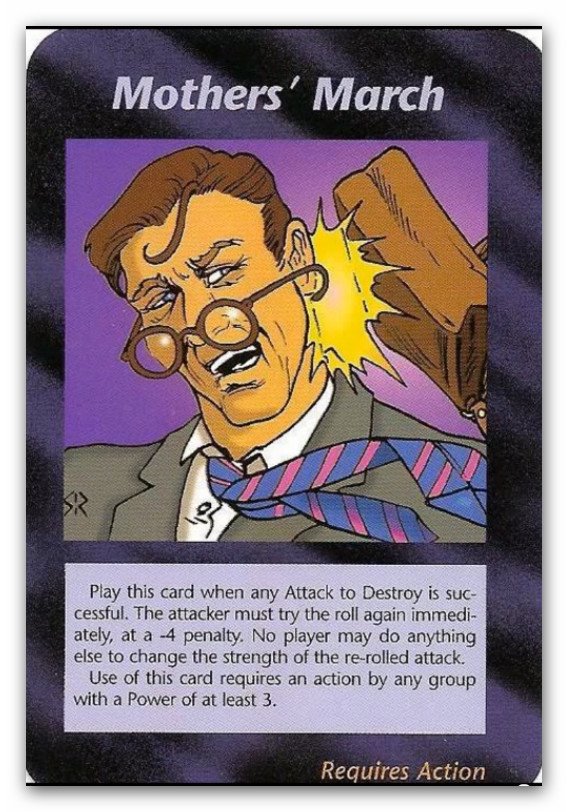 Mothers' March
SR
Play this card when any Attack to Destroy is suc-
cessful. The attacker must try the roll again immedi-
ately, at a -4 penalty. No player may do anything
else to change the strength of the re-rolled attack.
Use of this card requires an action by any group
with a Power of at least 3.
Requires Action